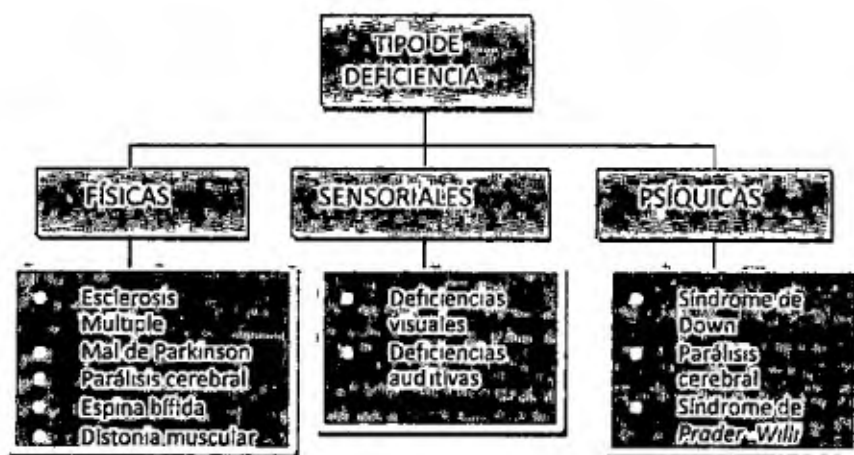 TIPO DE
DEFICIENCIA
FÍSICAS
SENSORIALES
PSÍQUICAS
Esclerosis
Multiple
Mal de Parkinson
Parálisis cerebral
Espina bífida
Distonia muscular
Deficiencias
visuales
Deficiencias
auditivas
Síndrome de
Down
Parálisis
cerebral
Síndrome de
Prader-Willi